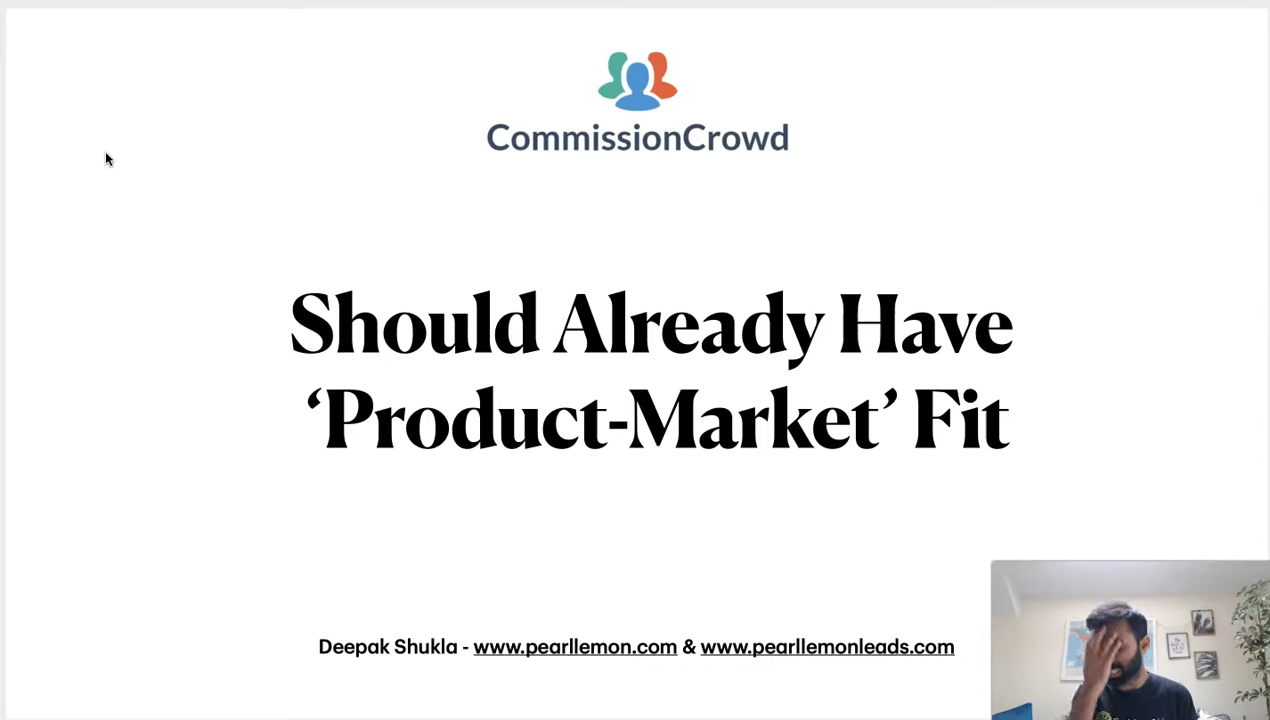 CommissionCrowd
Should Already Have
‘Product-Market’ Fit
Deepak Shukla - www.pearllemon.com & www.pearllemonleads.com